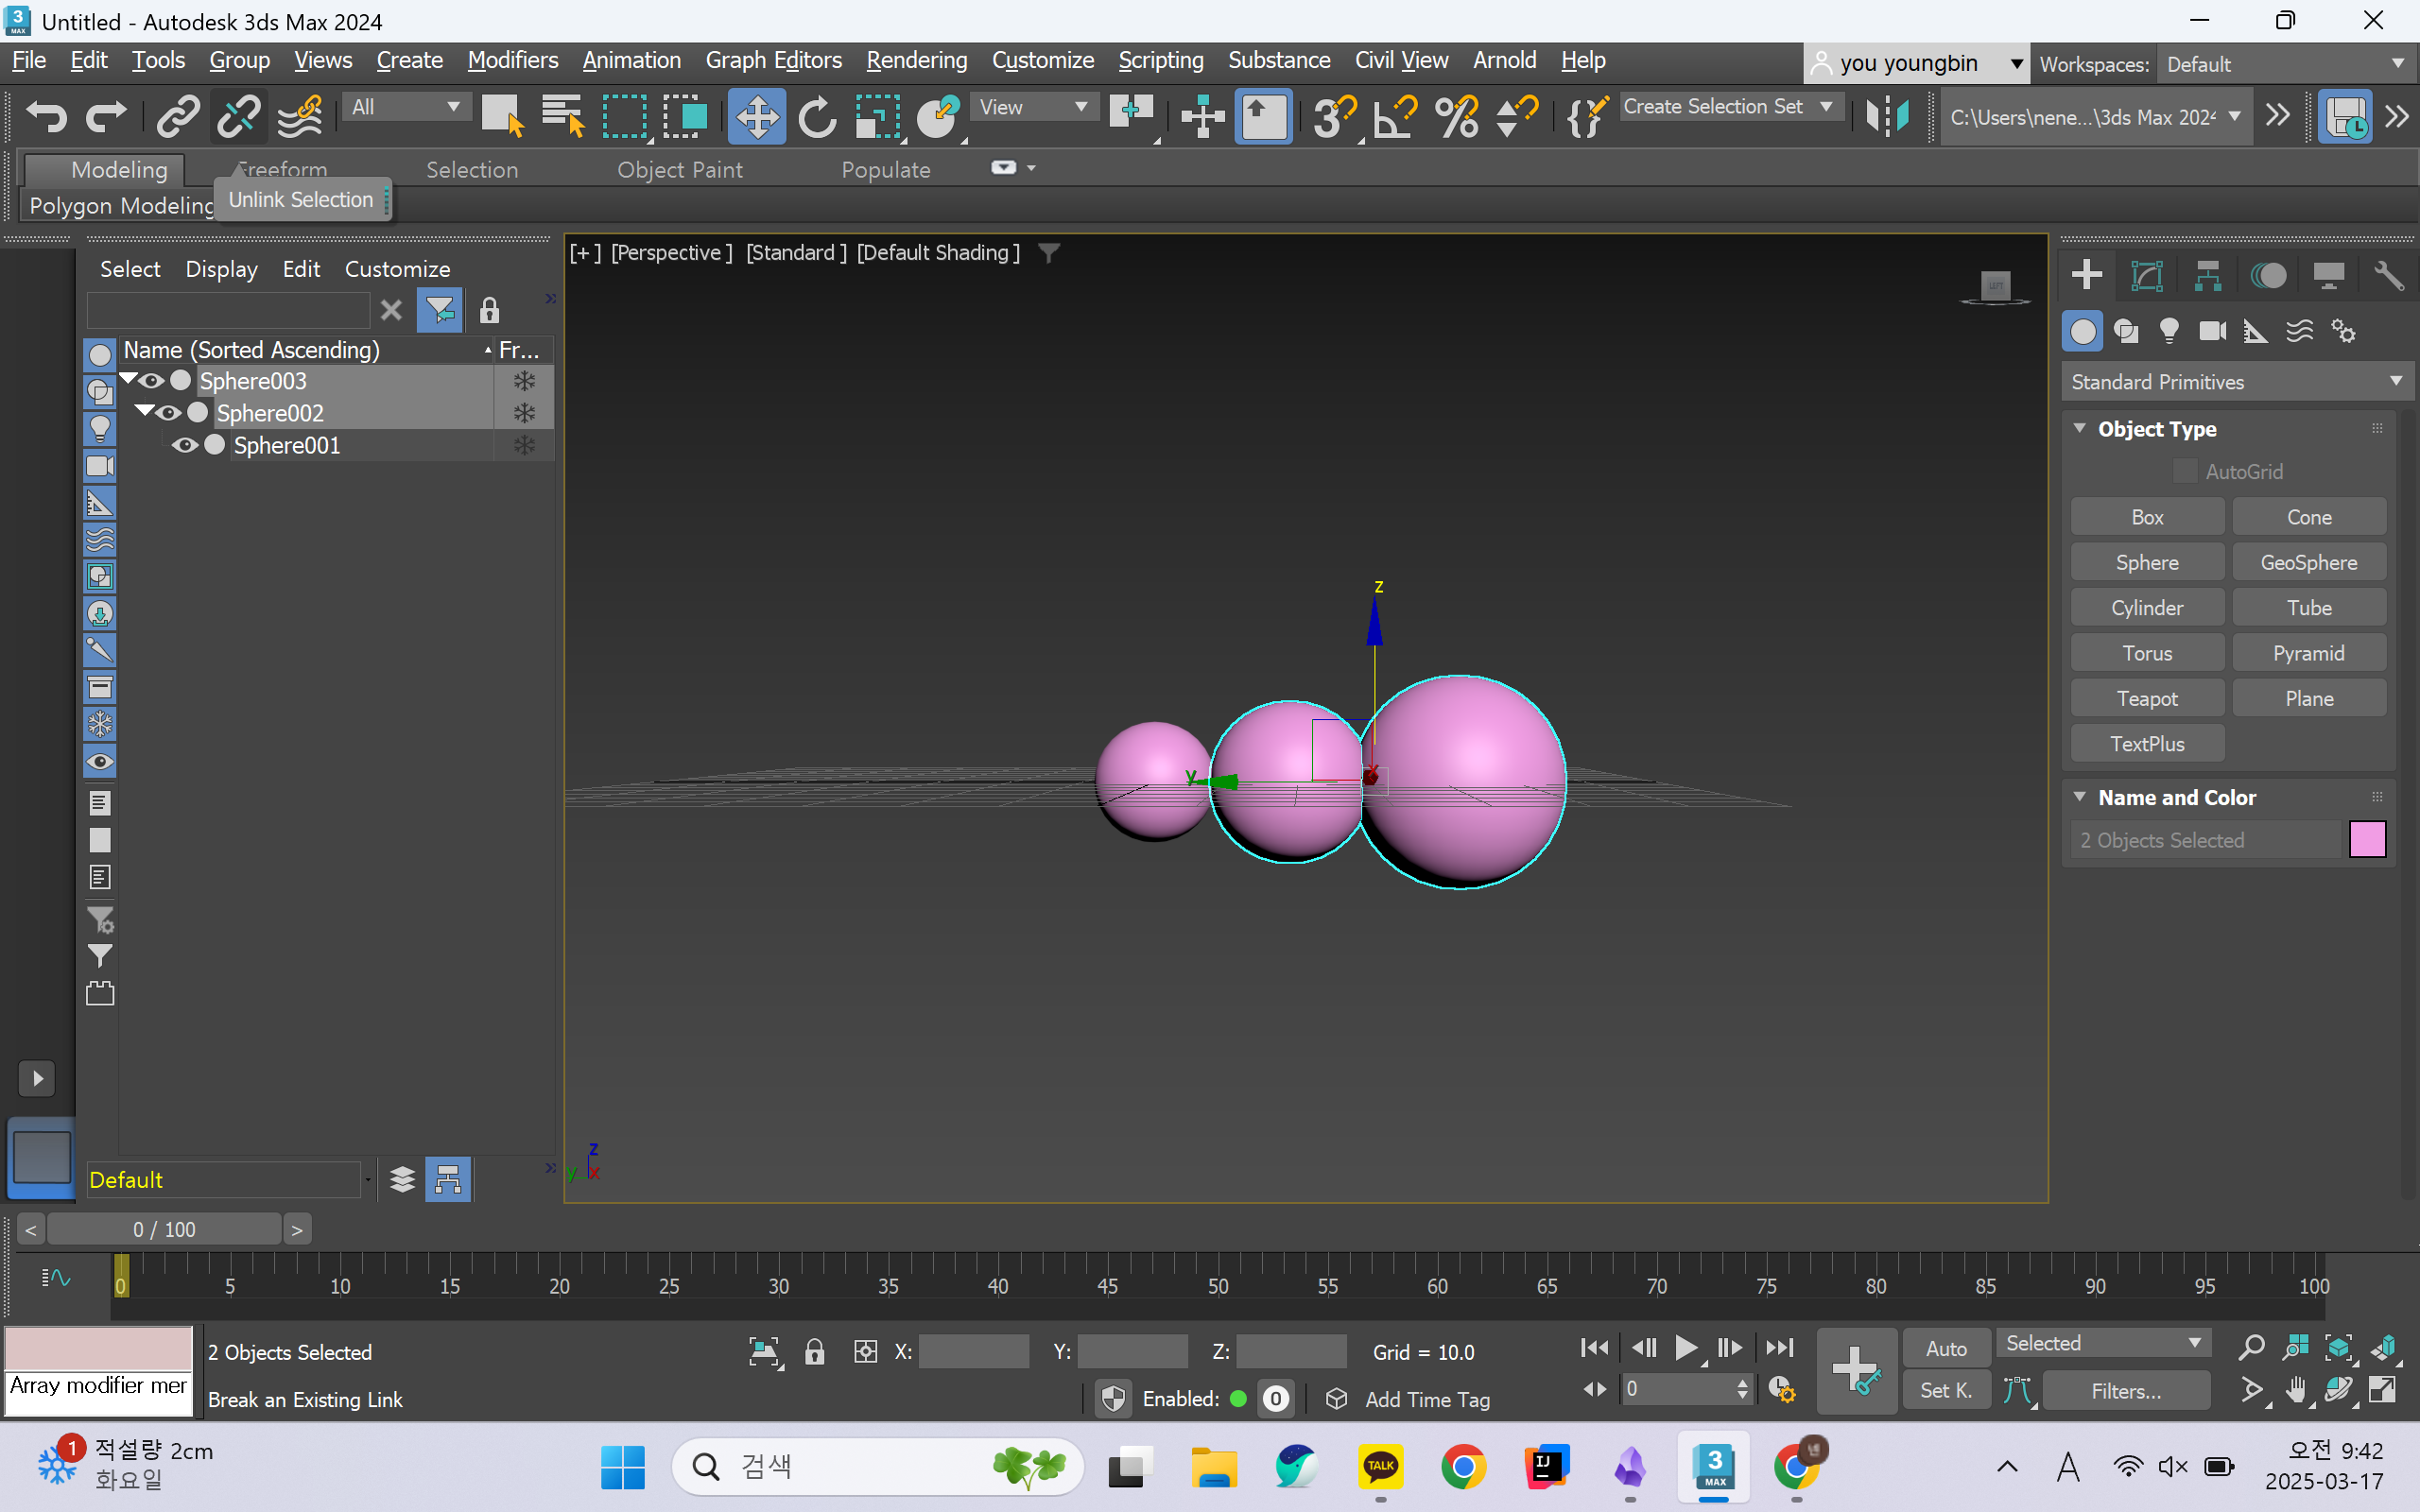 Untitled - Autodesk 3ds Max 2024
File Edit Tools Group Views Create Modifiers Animation Graph Editors Rendering Customize Scripting Substance Civil View Arnold Help
you youngbin Workspaces: Default
All View Create Selection Set C:\Users\nene...\3ds Max 202
Modeling Freeform Selection Object Paint Populate
Polygon Modeling Unlink Selection
Select Display Edit Customize
[+] [Perspective] [Standard] [Default Shading]
LEFT
Name (Sorted Ascending) Fr...
Sphere003
Sphere002
Sphere001
Standard Primitives
Object Type
AutoGrid
Box Cone
Sphere GeoSphere
Cylinder Tube
Torus Pyramid
Teapot Plane
TextPlus
Name and Color
2 Objects Selected
z
y x
z
y x
Default
< 0 / 100 >
0 5 10 15 20 25 30 35 40 45 50 55 60 65 70 75 80 85 90 95 100
2 Objects Selected X: Y: Z: Grid = 10.0 Auto Selected
Array modifier mer
Break an Existing Link Enabled: 0 Add Time Tag 0 Set K. Filters...
1 적설량 2cm
화요일
검색
TALK
IJ
3
MAX
A
오전 9:42
2025-03-17